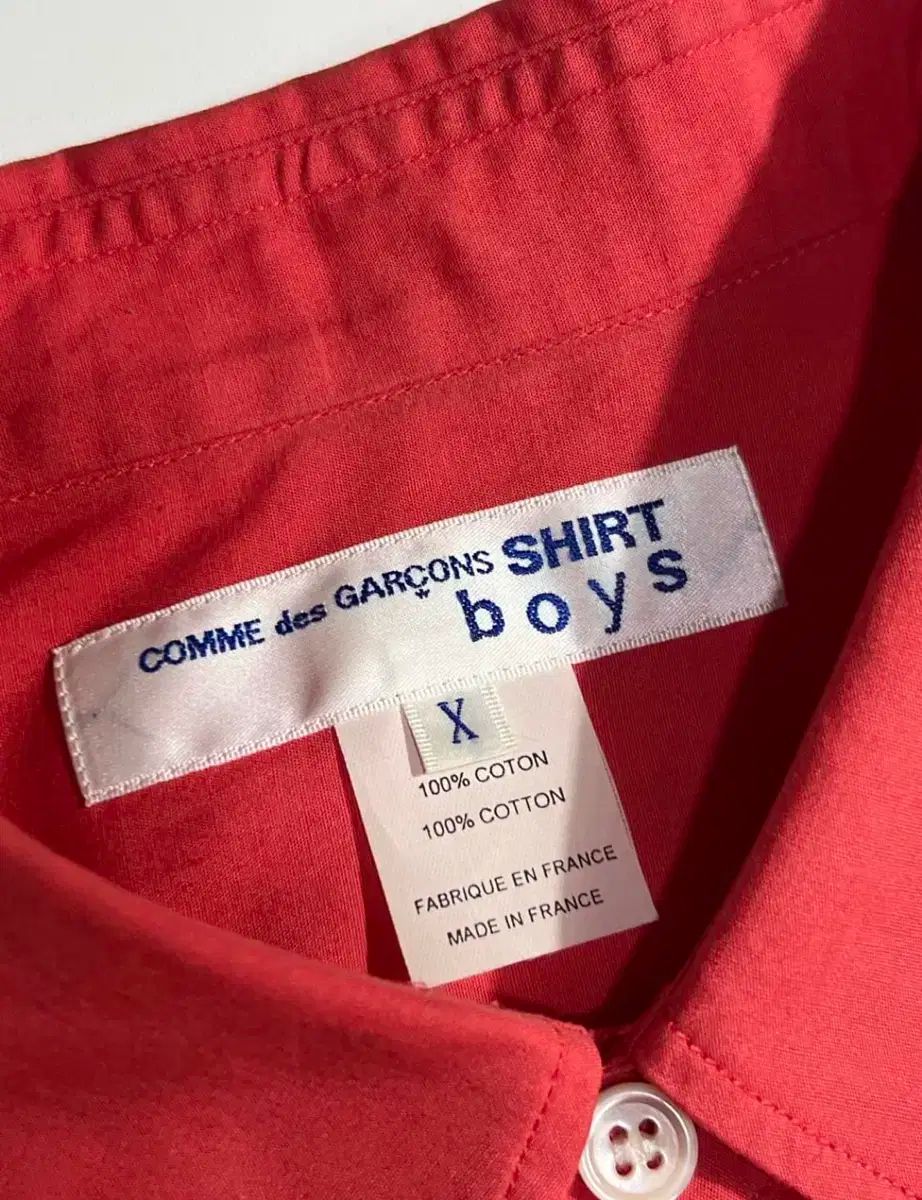 COMME des GARÇONS SHIRT
boys
X
100% COTON
100% COTTON
FABRIQUE EN FRANCE
MADE IN FRANCE